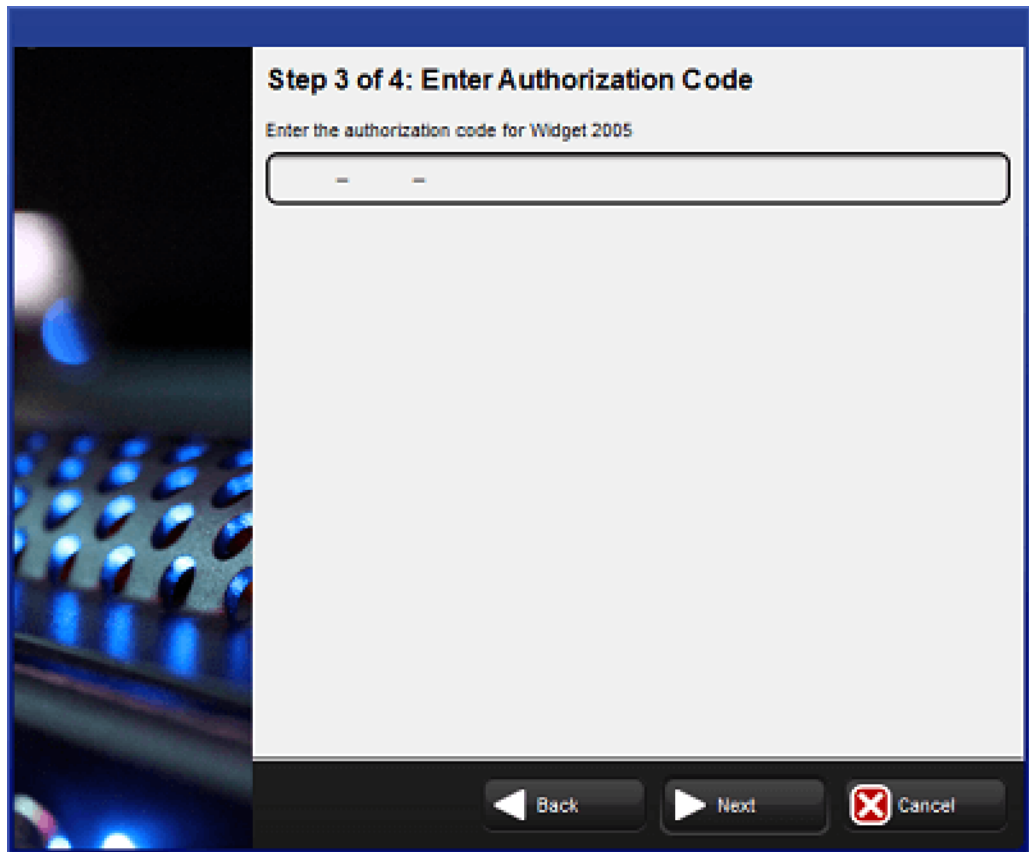 Step 3 of 4: Enter Authorization Code
Enter the authorization code for Widget 2005
– –
Back
Next
Cancel